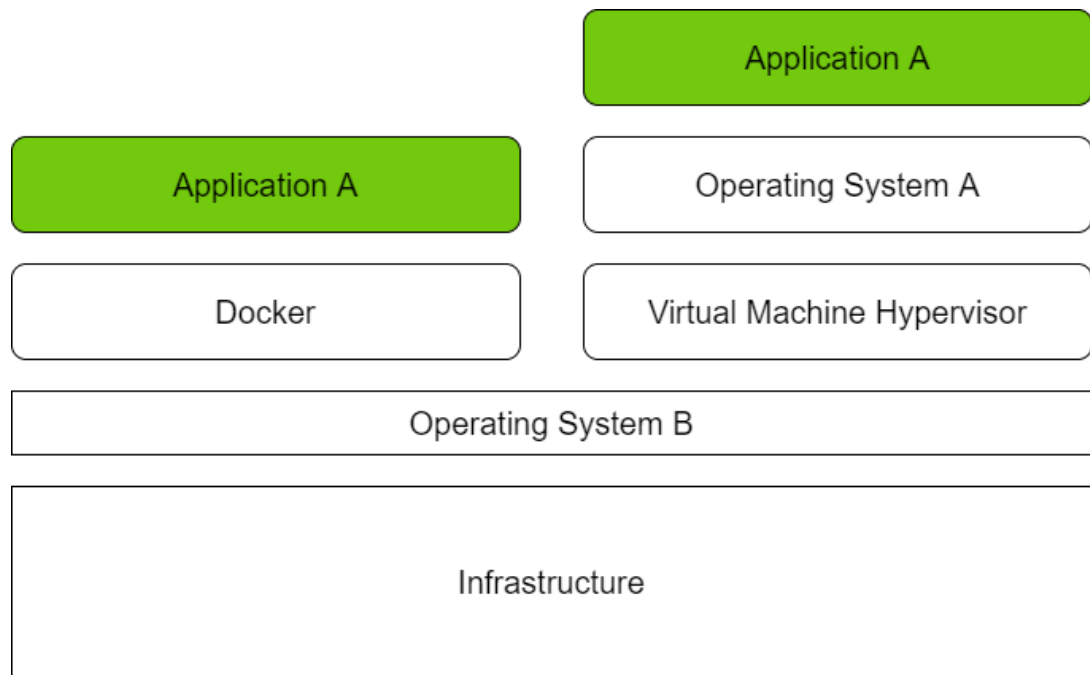 Application A
Application A
Operating System A
Docker
Virtual Machine Hypervisor
Operating System B
Infrastructure